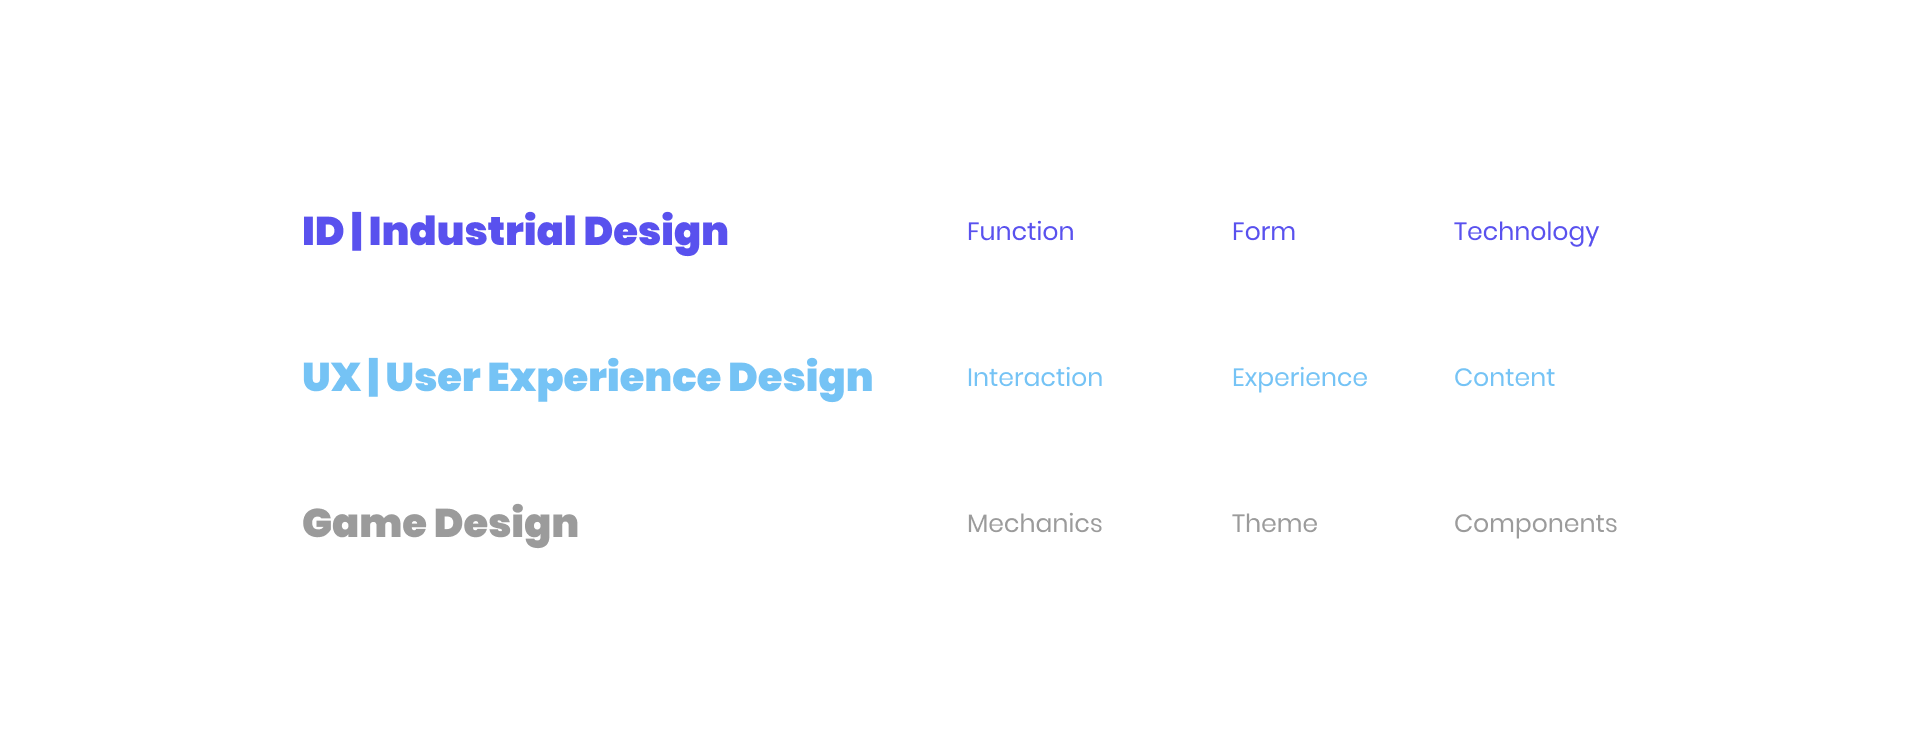 ID | Industrial Design Function Form Technology
UX | User Experience Design Interaction Experience Content
Game Design Mechanics Theme Components